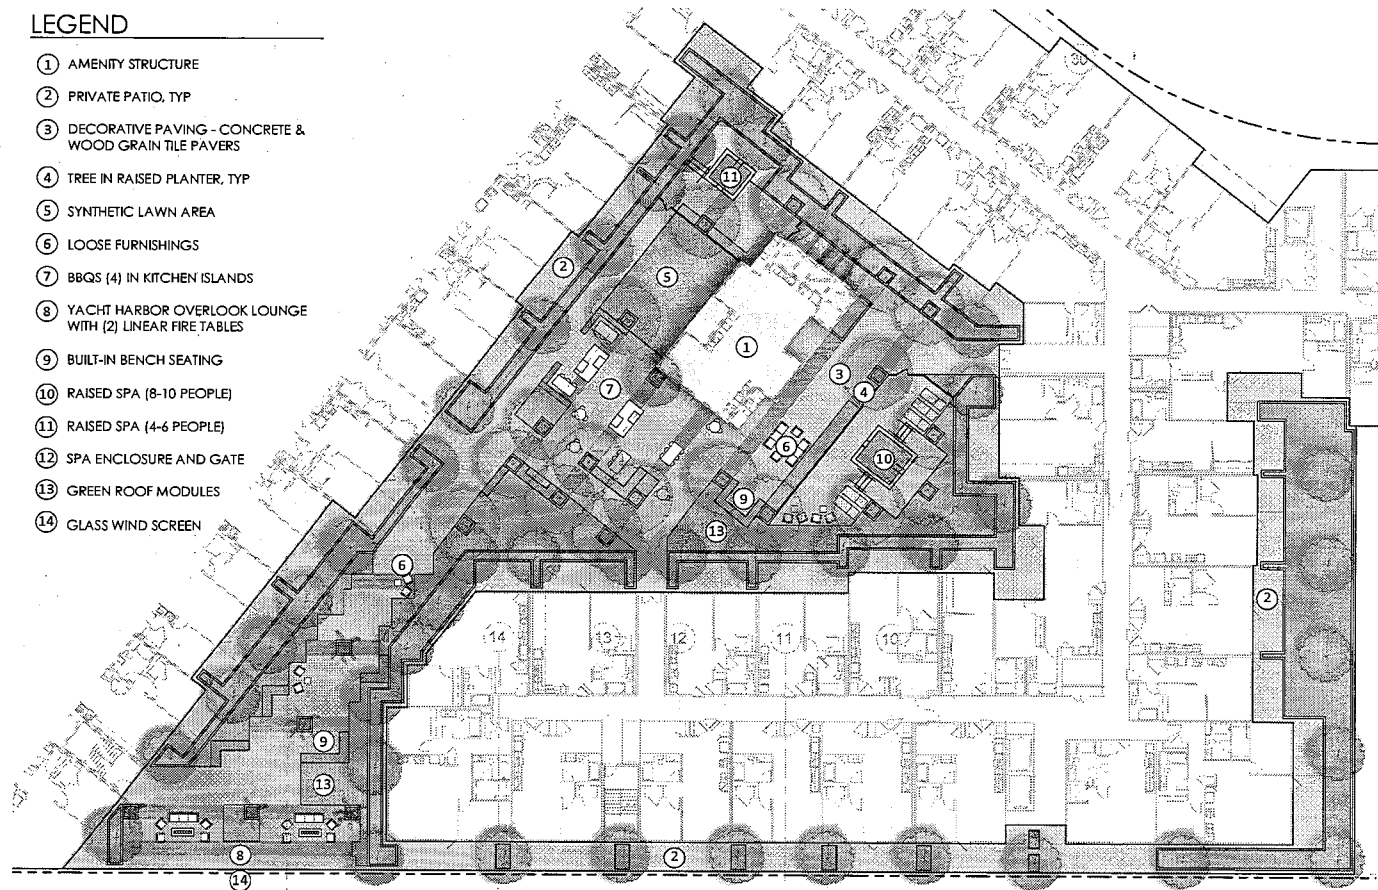 LEGEND
1 AMENITY STRUCTURE
2 PRIVATE PATIO, TYP
3 DECORATIVE PAVING - CONCRETE &
WOOD GRAIN TILE PAVERS
4 TREE IN RAISED PLANTER, TYP
5 SYNTHETIC LAWN AREA
6 LOOSE FURNISHINGS
7 BBQS (4) IN KITCHEN ISLANDS
8 YACHT HARBOR OVERLOOK LOUNGE
WITH (2) LINEAR FIRE TABLES
9 BUILT-IN BENCH SEATING
10 RAISED SPA (8-10 PEOPLE)
11 RAISED SPA (4-6 PEOPLE)
12 SPA ENCLOSURE AND GATE
13 GREEN ROOF MODULES
14 GLASS WIND SCREEN
30
11
2
5
1
3
4
7
6
10
9
13
6
2
14
13
12
11
10
9
13
8
2
14